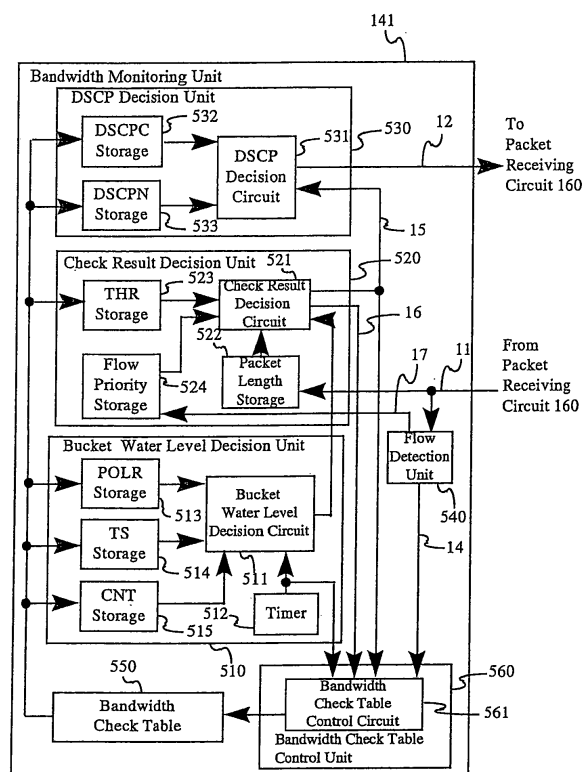 141
Bandwidth Monitoring Unit
DSCP Decision Unit
532
DSCPC
Storage
531
530
12
To
Packet
Receiving
Circuit 160
DSCP
Decision
Circuit
DSCPN
Storage
533
15
Check Result Decision Unit
521
520
THR
Storage
523
Check Result
Decision
Circuit
16
522
From
Packet
Receiving
Circuit 160
Flow
Priority
Storage
524
Packet
Length
Storage
17
11
Bucket Water Level Decision Unit
Flow
Detection
Unit
540
POLR
Storage
513
Bucket
Water Level
Decision Circuit
TS
Storage
514
511
14
CNT
Storage
515
512
Timer
510
550
560
Bandwidth
Check Table
Bandwidth
Check Table
Control Circuit
561
Bandwidth Check Table
Control Unit